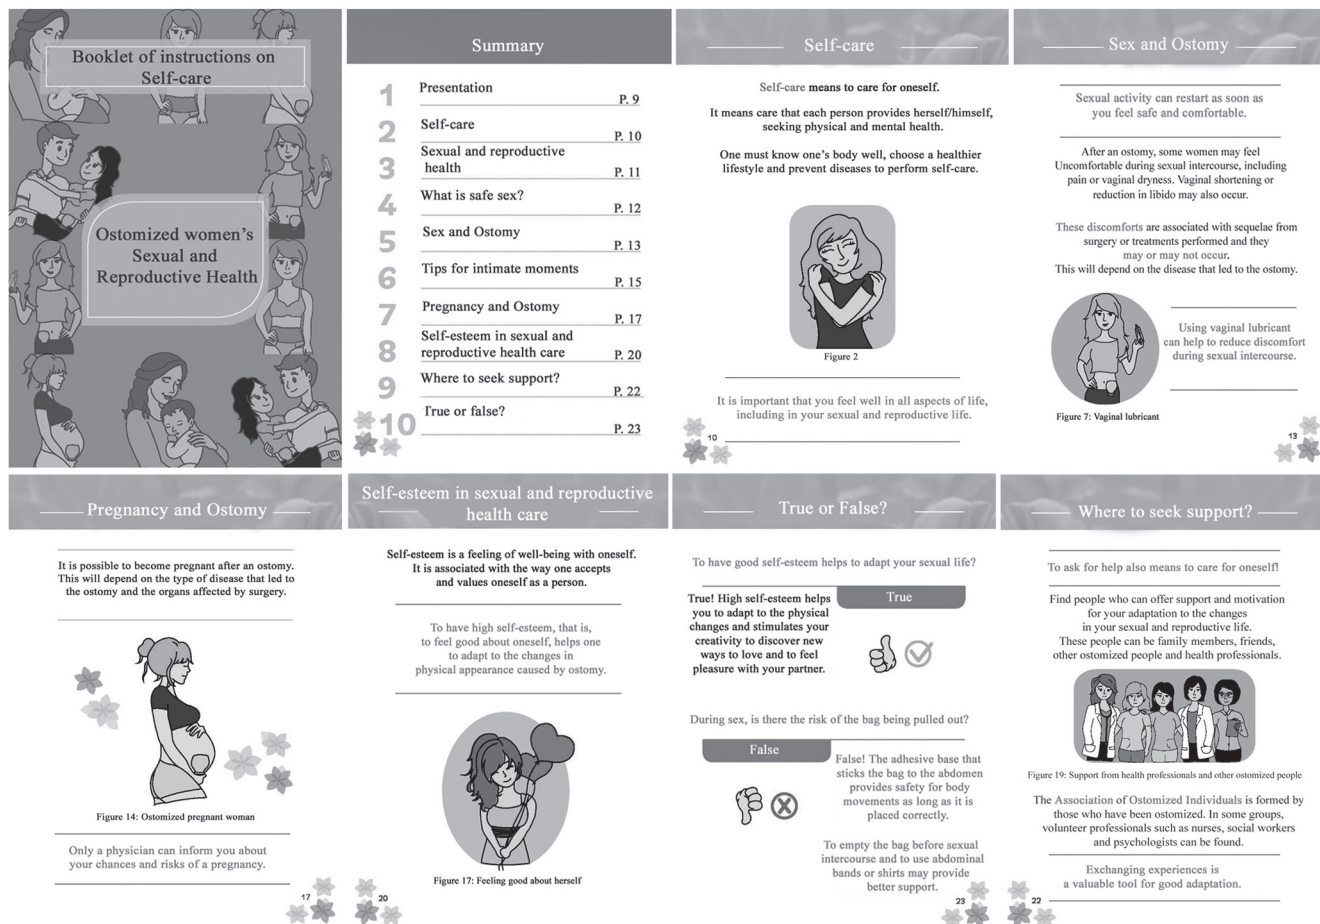 Booklet of instructions on
Self-care
Ostomized women's
Sexual and
Reproductive Health
Summary
1 Presentation P. 9
2 Self-care P. 10
3 Sexual and reproductive
health P. 11
4 What is safe sex? P. 12
5 Sex and Ostomy P. 13
6 Tips for intimate moments P. 15
7 Pregnancy and Ostomy P. 17
8 Self-esteem in sexual and
reproductive health care P. 20
9 Where to seek support? P. 22
10 True or false? P. 23
Self-care
Self-care means to care for oneself.
It means care that each person provides herself/himself,
seeking physical and mental health.
One must know one's body well, choose a healthier
lifestyle and prevent diseases to perform self-care.
Figure 2
It is important that you feel well in all aspects of life,
including in your sexual and reproductive life.
10
Sex and Ostomy
Sexual activity can restart as soon as
you feel safe and comfortable.
After an ostomy, some women may feel
Uncomfortable during sexual intercourse, including
pain or vaginal dryness. Vaginal shortening or
reduction in libido may also occur.
These discomforts are associated with sequelae from
surgery or treatments performed and they
may or may not occur.
This will depend on the disease that led to the ostomy.
Using vaginal lubricant
can help to reduce discomfort
during sexual intercourse.
Figure 7: Vaginal lubricant
13
Pregnancy and Ostomy
It is possible to become pregnant after an ostomy.
This will depend on the type of disease that led to
the ostomy and the organs affected by surgery.
Figure 14: Ostomized pregnant woman
Only a physician can inform you about
your chances and risks of a pregnancy.
17
Self-esteem in sexual and reproductive
health care
Self-esteem is a feeling of well-being with oneself.
It is associated with the way one accepts
and values oneself as a person.
To have high self-esteem, that is,
to feel good about oneself, helps one
to adapt to the changes in
physical appearance caused by ostomy.
Figure 17: Feeling good about herself
20
True or False?
To have good self-esteem helps to adapt your sexual life?
True
True! High self-esteem helps
you to adapt to the physical
changes and stimulates your
creativity to discover new
ways to love and to feel
pleasure with your partner.
During sex, is there the risk of the bag being pulled out?
False
False! The adhesive base that
sticks the bag to the abdomen
provides safety for body
movements as long as it is
placed correctly.
To empty the bag before sexual
intercourse and to use abdominal
bands or shirts may provide
better support.
23
Where to seek support?
To ask for help also means to care for oneself!
Find people who can offer support and motivation
for your adaptation to the changes
in your sexual and reproductive life.
These people can be family members, friends,
other ostomized people and health professionals.
Figure 19: Support from health professionals and other ostomized people
The Association of Ostomized Individuals is formed by
those who have been ostomized. In some groups,
volunteer professionals such as nurses, social workers
and psychologists can be found.
Exchanging experiences is
a valuable tool for good adaptation.
22